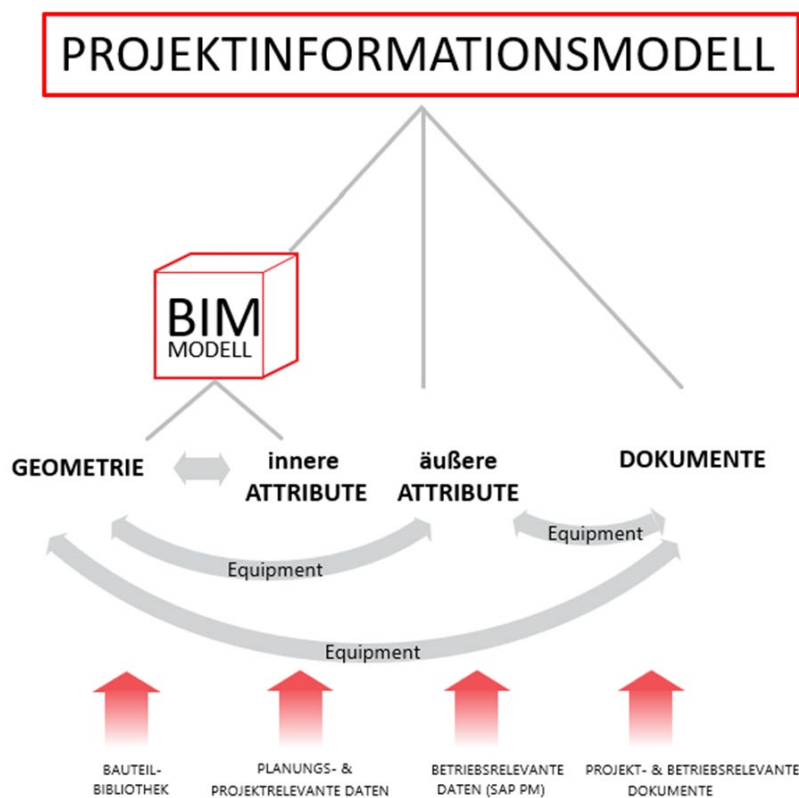 PROJEKTINFORMATIONSMODELL
BIM
MODELL
GEOMETRIE
innere
ATTRIBUTE
äußere
ATTRIBUTE
DOKUMENTE
Equipment
Equipment
Equipment
BAUTEIL-
BIBLIOTHEK
PLANUNGS- &
PROJEKTRELEVANTE DATEN
BETRIEBSRELEVANTE
DATEN (SAP PM)
PROJEKT- & BETRIEBSRELEVANTE
DOKUMENTE